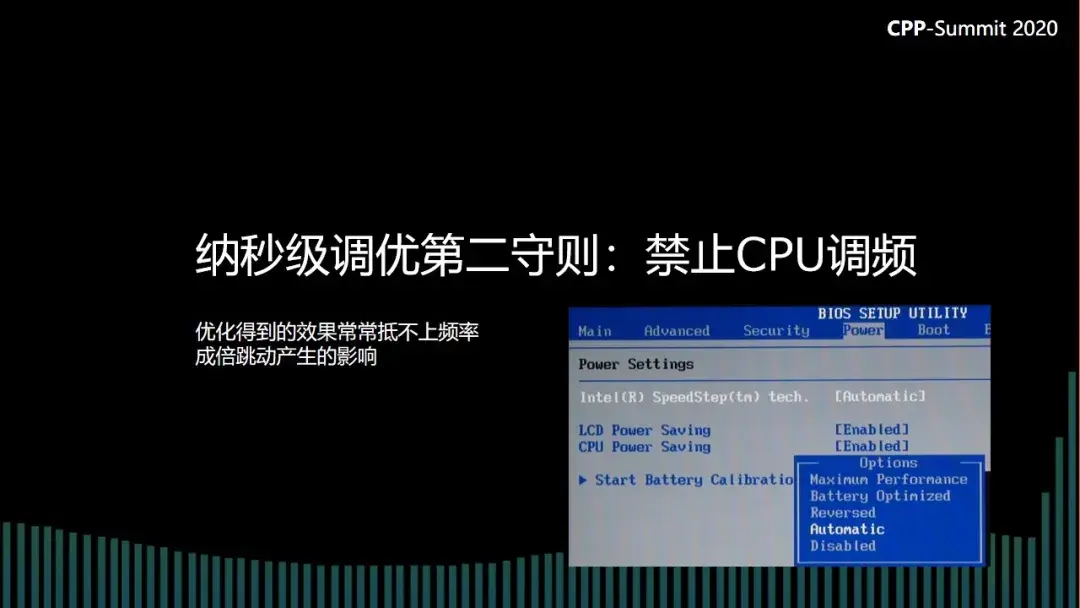 CPP-Summit 2020
纳秒级调优第二守则：禁止CPU调频
优化得到的效果常常抵不上频率
成倍跳动产生的影响
BIOS SETUP UTILITY
Main Advanced Security Power Boot
Power Settings
Intel(R) SpeedStep(tm) tech. [Automatic]
LCD Power Saving [Enabled]
CPU Power Saving [Enabled]
Start Battery Calibratio
Options
Maximum Performance
Battery Optimized
Reversed
Automatic
Disabled